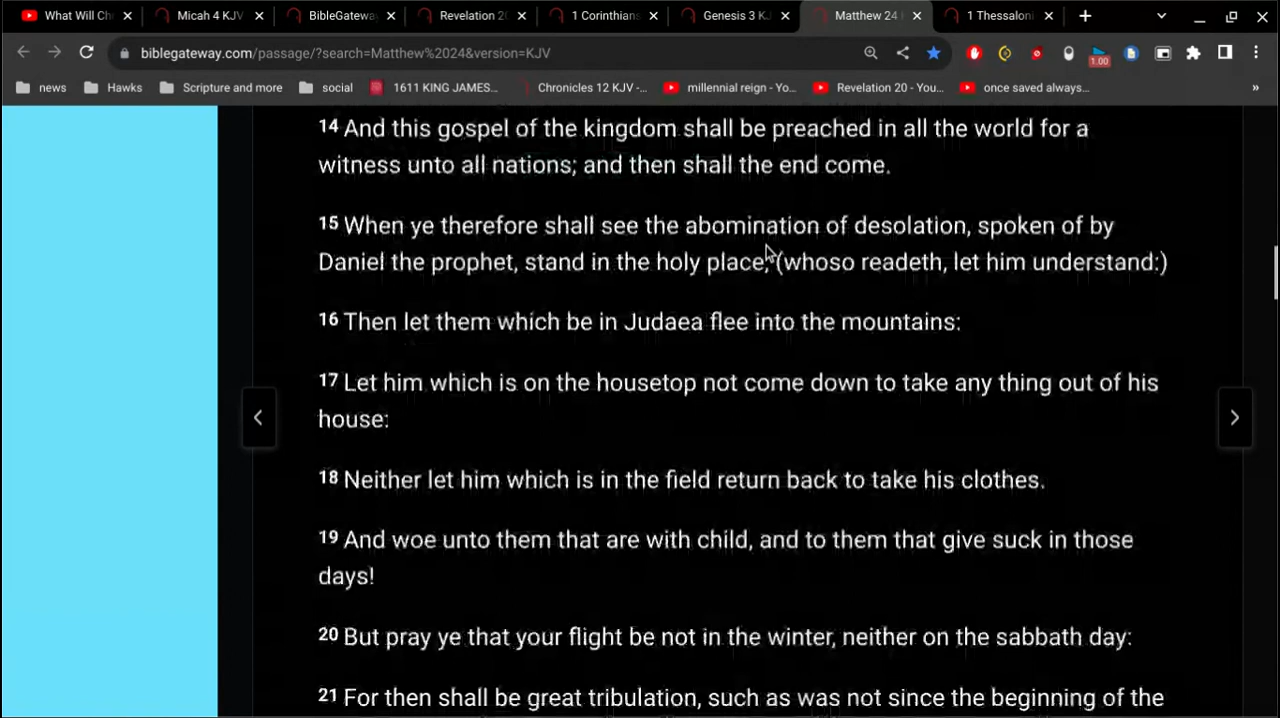 What Will Ch
Micah 4 KJV
BibleGateway
Revelation 2
1 Corinthians
Genesis 3 KJ
Matthew 24
1 Thessaloni
biblegateway.com/passage/?search=Matthew%2024&version=KJV
1.00
news
Hawks
Scripture and more
social
1611 KING JAMES...
Chronicles 12 KJV -...
millennial reign - Yo...
Revelation 20 - You...
once saved always...
14 And this gospel of the kingdom shall be preached in all the world for a
witness unto all nations; and then shall the end come.
15 When ye therefore shall see the abomination of desolation, spoken of by
Daniel the prophet, stand in the holy place, (whoso readeth, let him understand:)
16 Then let them which be in Judaea flee into the mountains:
17 Let him which is on the housetop not come down to take any thing out of his
house:
18 Neither let him which is in the field return back to take his clothes.
19 And woe unto them that are with child, and to them that give suck in those
days!
20 But pray ye that your flight be not in the winter, neither on the sabbath day:
21 For then shall be great tribulation, such as was not since the beginning of the